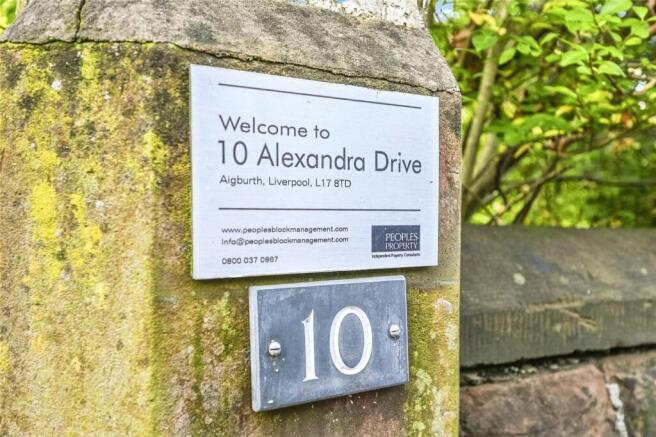 Welcome to
10 Alexandra Drive
Aigburth, Liverpool, L17 8TD
www.peoplesblockmanagement.com
info@peoplesblockmanagement.com
0800 037 0867
PEOPLES
PROPERTY
Independent Property Consultants
10